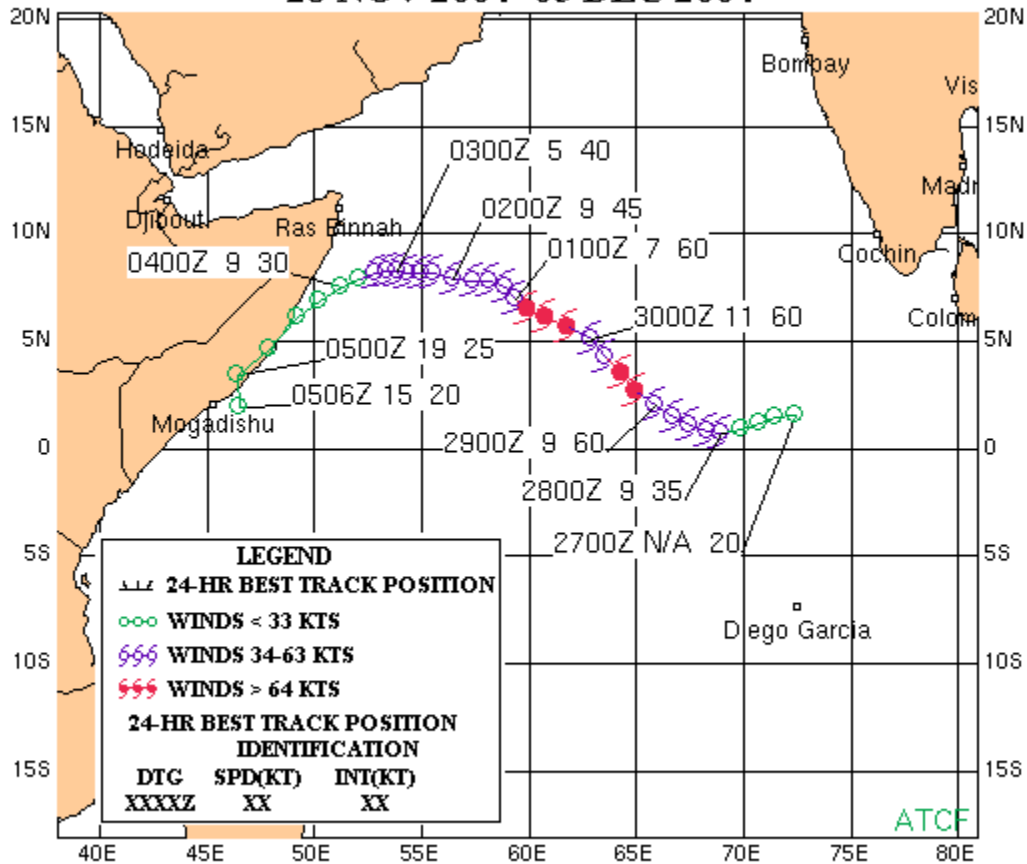 20N
20N
Bombay
Vis
15N
15N
Hodeida
0300Z 5 40
Madr
Djibouti
0200Z 9 45
10N
Ras Binnah
10N
0100Z 7 60
Cochin
0400Z 9 30
3000Z 11 60
Colom
5N
5N
0500Z 19 25
0506Z 15 20
Mogadishu
2900Z 9 60
0
0
2800Z 9 35
2700Z N/A 20
5S
5S
LEGEND
24-HR BEST TRACK POSITION
WINDS < 33 KTS
Diego Garcia
WINDS 34-63 KTS
10S
10S
WINDS > 64 KTS
24-HR BEST TRACK POSITION
IDENTIFICATION
15S
15S
DTG SPD(KT) INT(KT)
XXXXZ XX XX
ATCF
40E 45E 50E 55E 60E 65E 70E 75E 80E